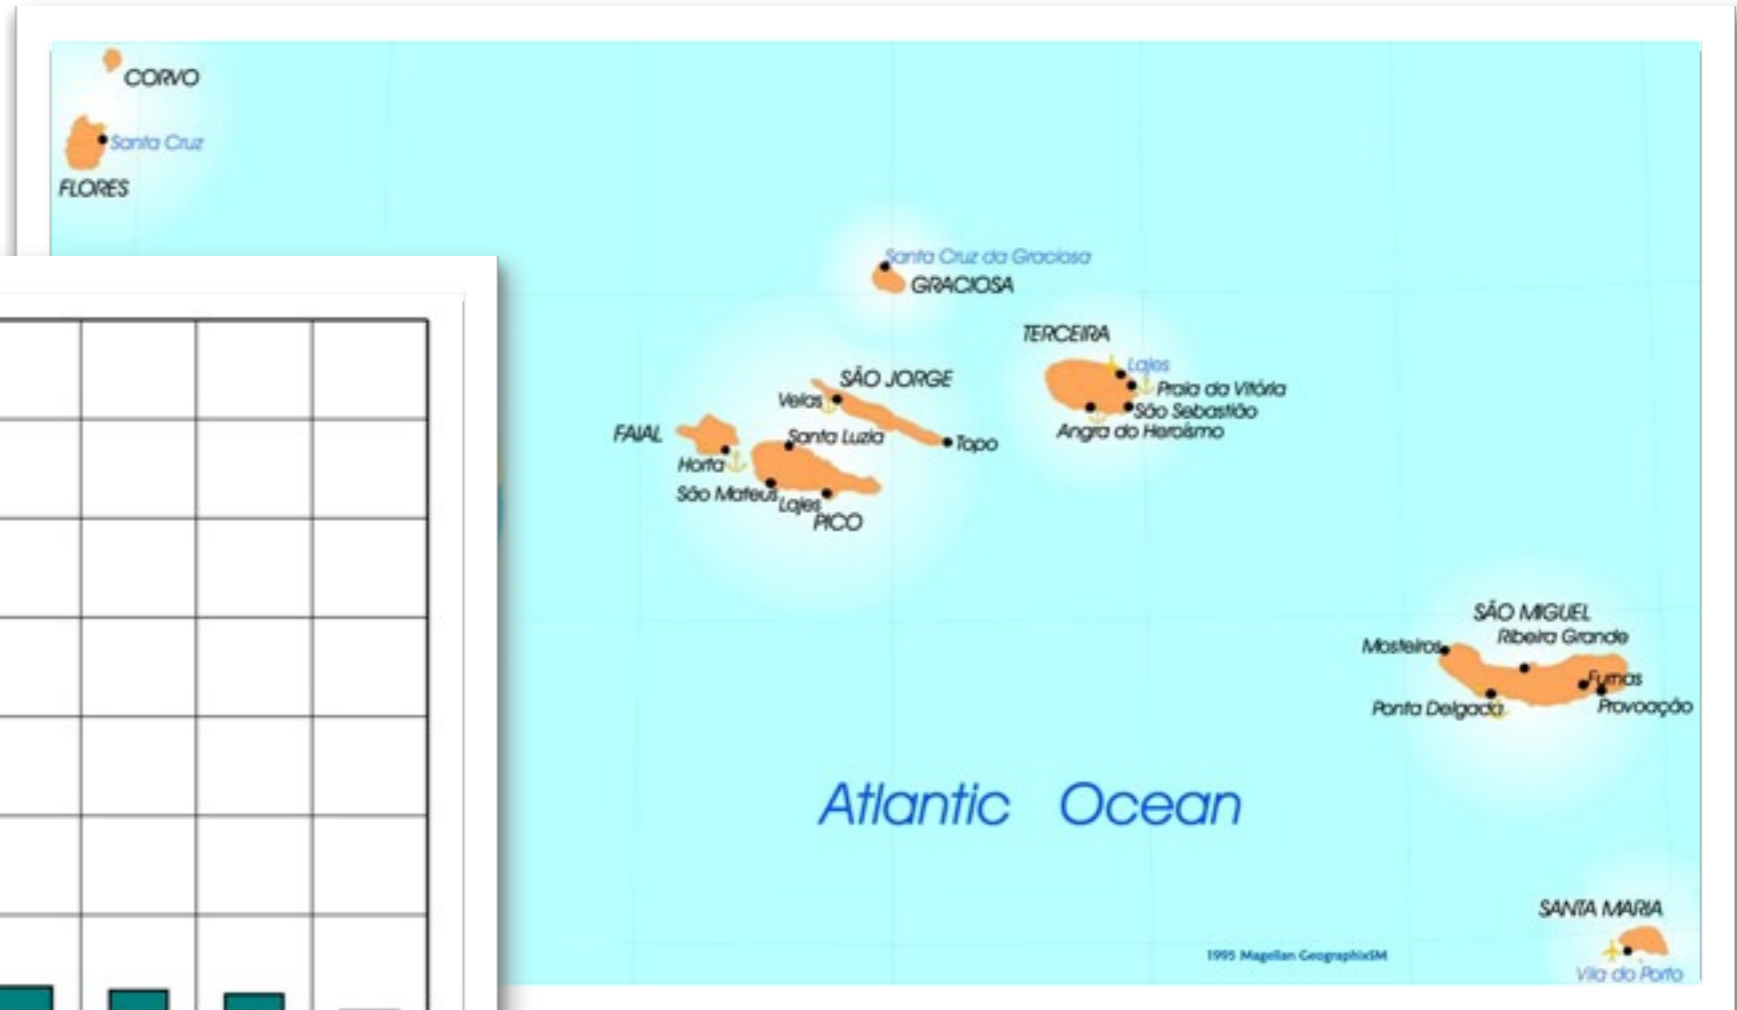 CORVO
Santa Cruz
FLORES
Santa Cruz da Graciosa
GRACIOSA
TERCEIRA
Lajes
Praia da Vitória
São Sebastião
Angra do Heroísmo
SÃO JORGE
Velas
Topo
FAIAL
Horta
Santa Luzia
São Mateus
Lajes
PICO
SÃO MIGUEL
Ribeira Grande
Mosteiros
Furnas
Ponta Delgada
Provoação
Atlantic Ocean
SANTA MARIA
Vila do Porto
1995 Magellan GeographixSM